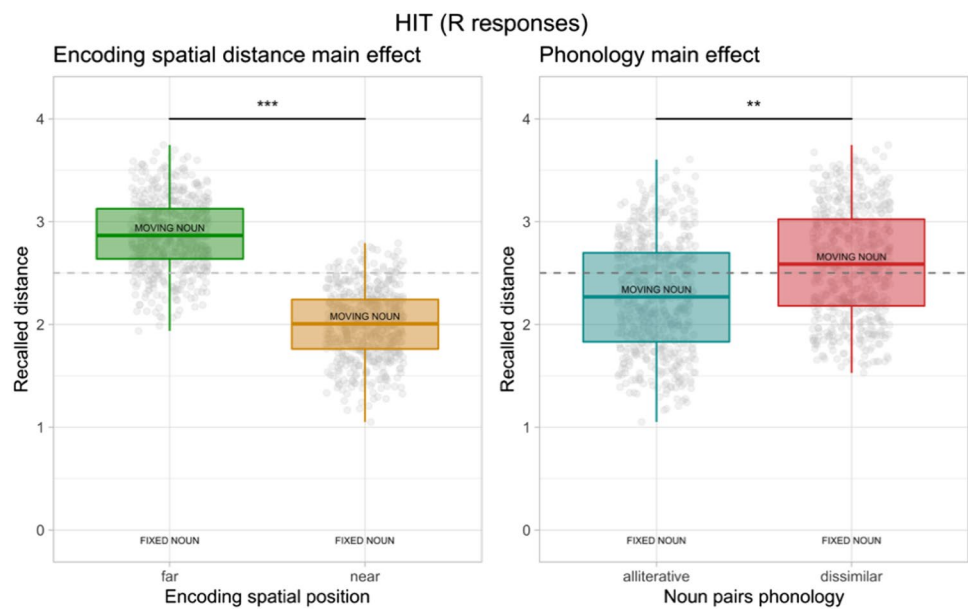 HIT (R responses)
Encoding spatial distance main effect
***
4
3
2
1
0
Recalled distance
MOVING NOUN
MOVING NOUN
FIXED NOUN
FIXED NOUN
far
near
Encoding spatial position
Phonology main effect
**
4
3
2
1
0
Recalled distance
MOVING NOUN
MOVING NOUN
FIXED NOUN
FIXED NOUN
alliterative
dissimilar
Noun pairs phonology